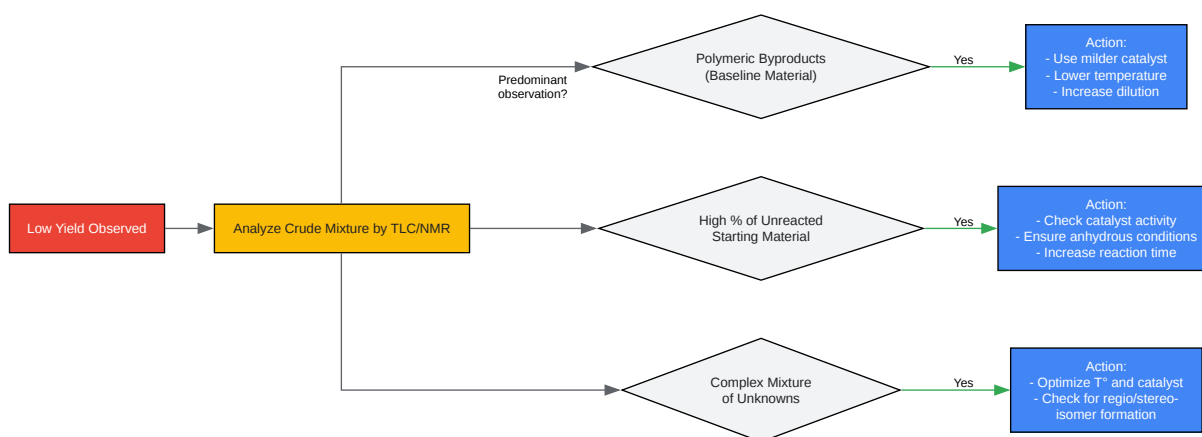 Low Yield Observed
Analyze Crude Mixture by TLC/NMR
Predominant
observation?
Polymeric Byproducts
(Baseline Material)
Yes
Action:
- Use milder catalyst
- Lower temperature
- Increase dilution
High % of Unreacted
Starting Material
Yes
Action:
- Check catalyst activity
- Ensure anhydrous conditions
- Increase reaction time
Complex Mixture
of Unknowns
Yes
Action:
- Optimize T° and catalyst
- Check for regio/stereo-
isomer formation